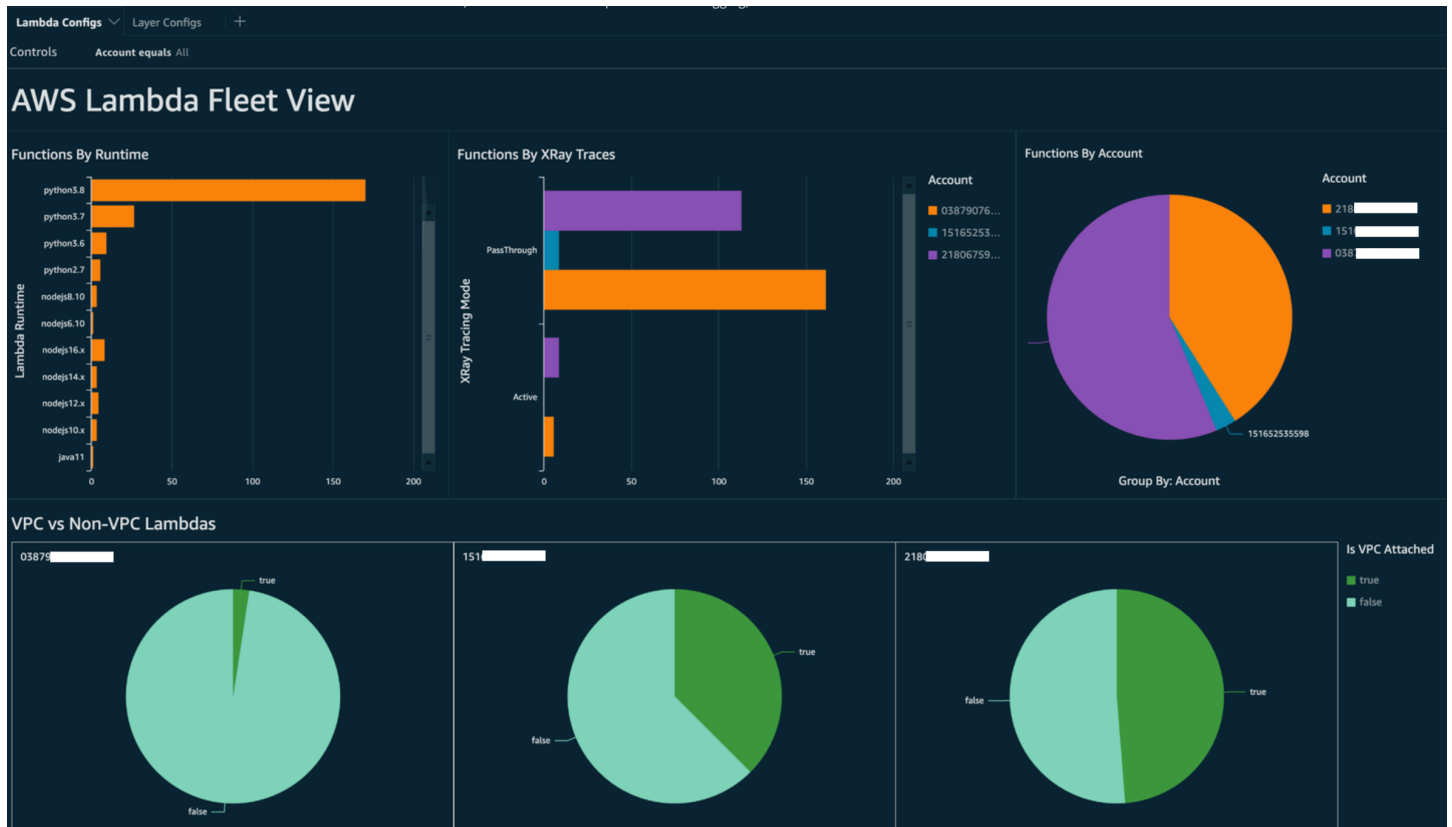 Lambda Configs Layer Configs +
Controls Account equals All
AWS Lambda Fleet View
Functions By Runtime
Lambda Runtime
python3.8
python3.7
python3.6
python2.7
nodejs8.10
nodejs6.10
nodejs16.x
nodejs14.x
nodejs12.x
nodejs10.x
java11
0 50 100 150 200
Functions By XRay Traces
XRay Tracing Mode
PassThrough
Active
0 50 100 150 200
Account
03879076...
15165253...
21806759...
Functions By Account
151652535598
Group By: Account
Account
218
151
038
VPC vs Non-VPC Lambdas
03879
true
false
151
true
false
2180
true
false
Is VPC Attached
true
false